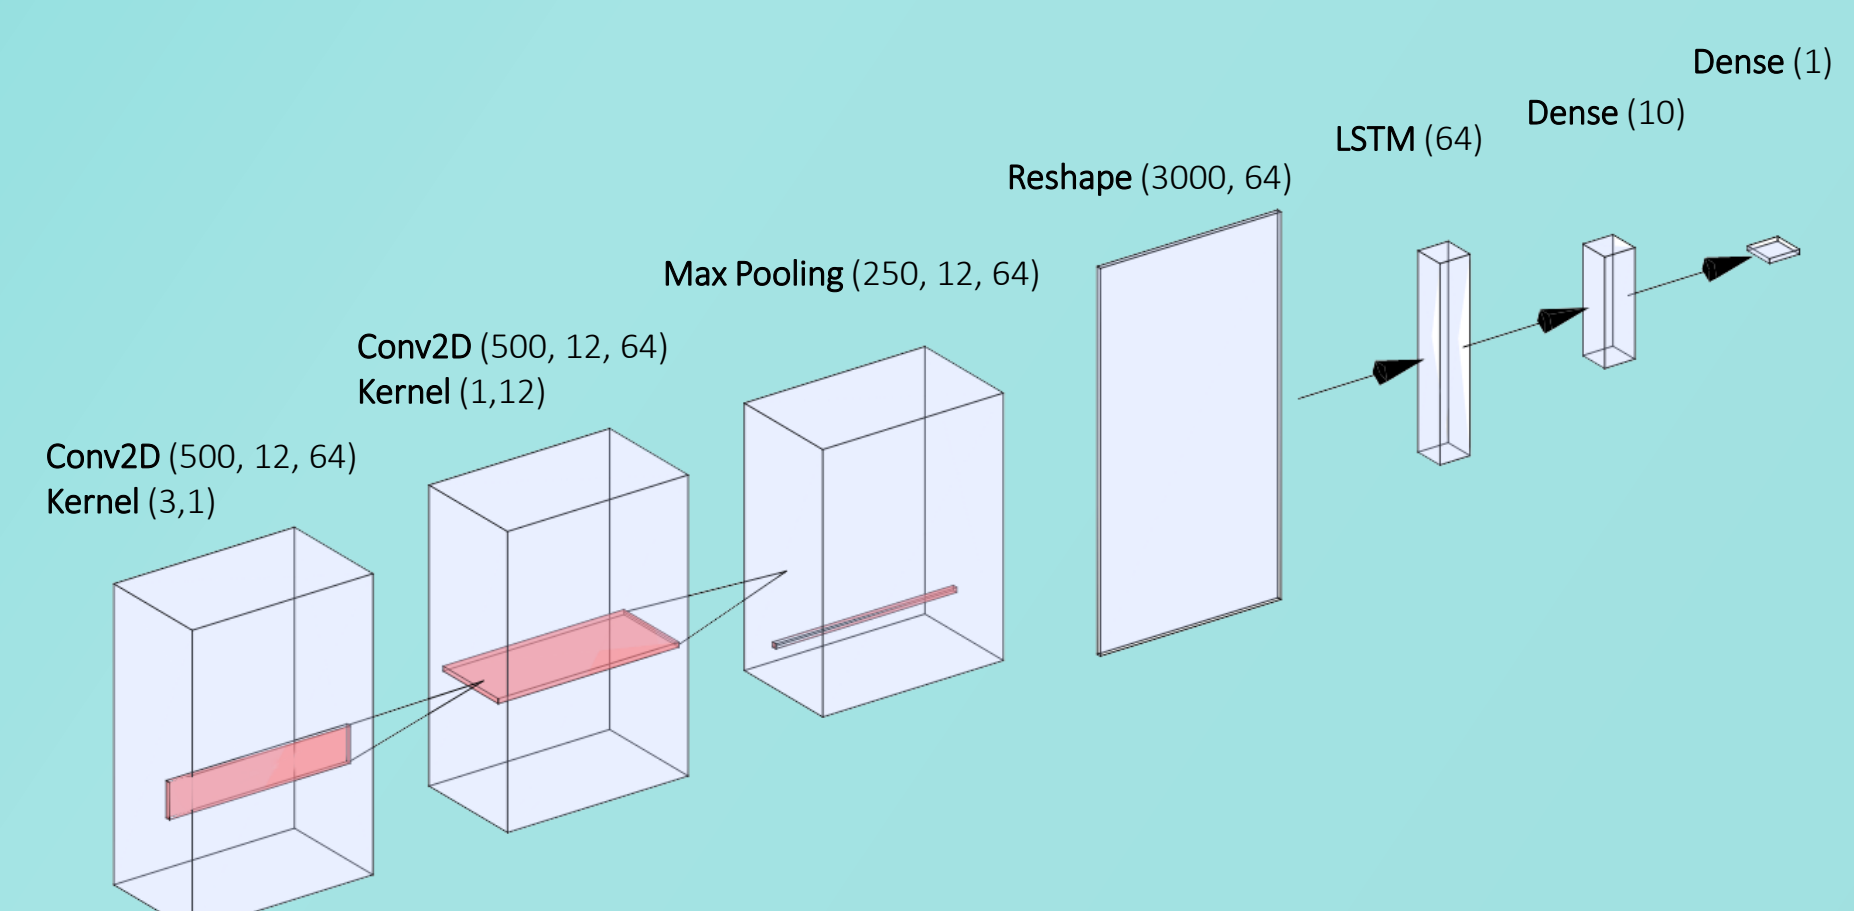 Conv2D (500, 12, 64)
Kernel (3,1)
Conv2D (500, 12, 64)
Kernel (1,12)
Max Pooling (250, 12, 64)
Reshape (3000, 64)
LSTM (64)
Dense (10)
Dense (1)